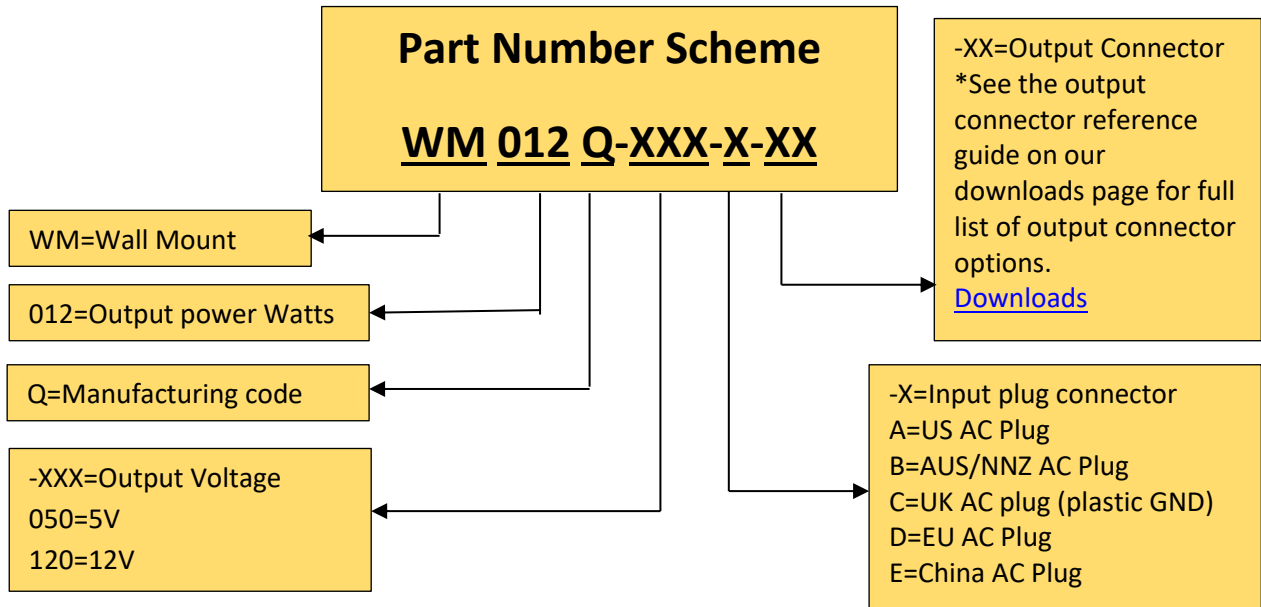 Part Number Scheme
WM 012 Q-XXX-X-XX
WM=Wall Mount
012=Output power Watts
Q=Manufacturing code
-XXX=Output Voltage
050=5V
120=12V
-XX=Output Connector
*See the output
connector reference
guide on our
downloads page for full
list of output connector
options.
Downloads
-X=Input plug connector
A=US AC Plug
B=AUS/NNZ AC Plug
C=UK AC plug (plastic GND)
D=EU AC Plug
E=China AC Plug